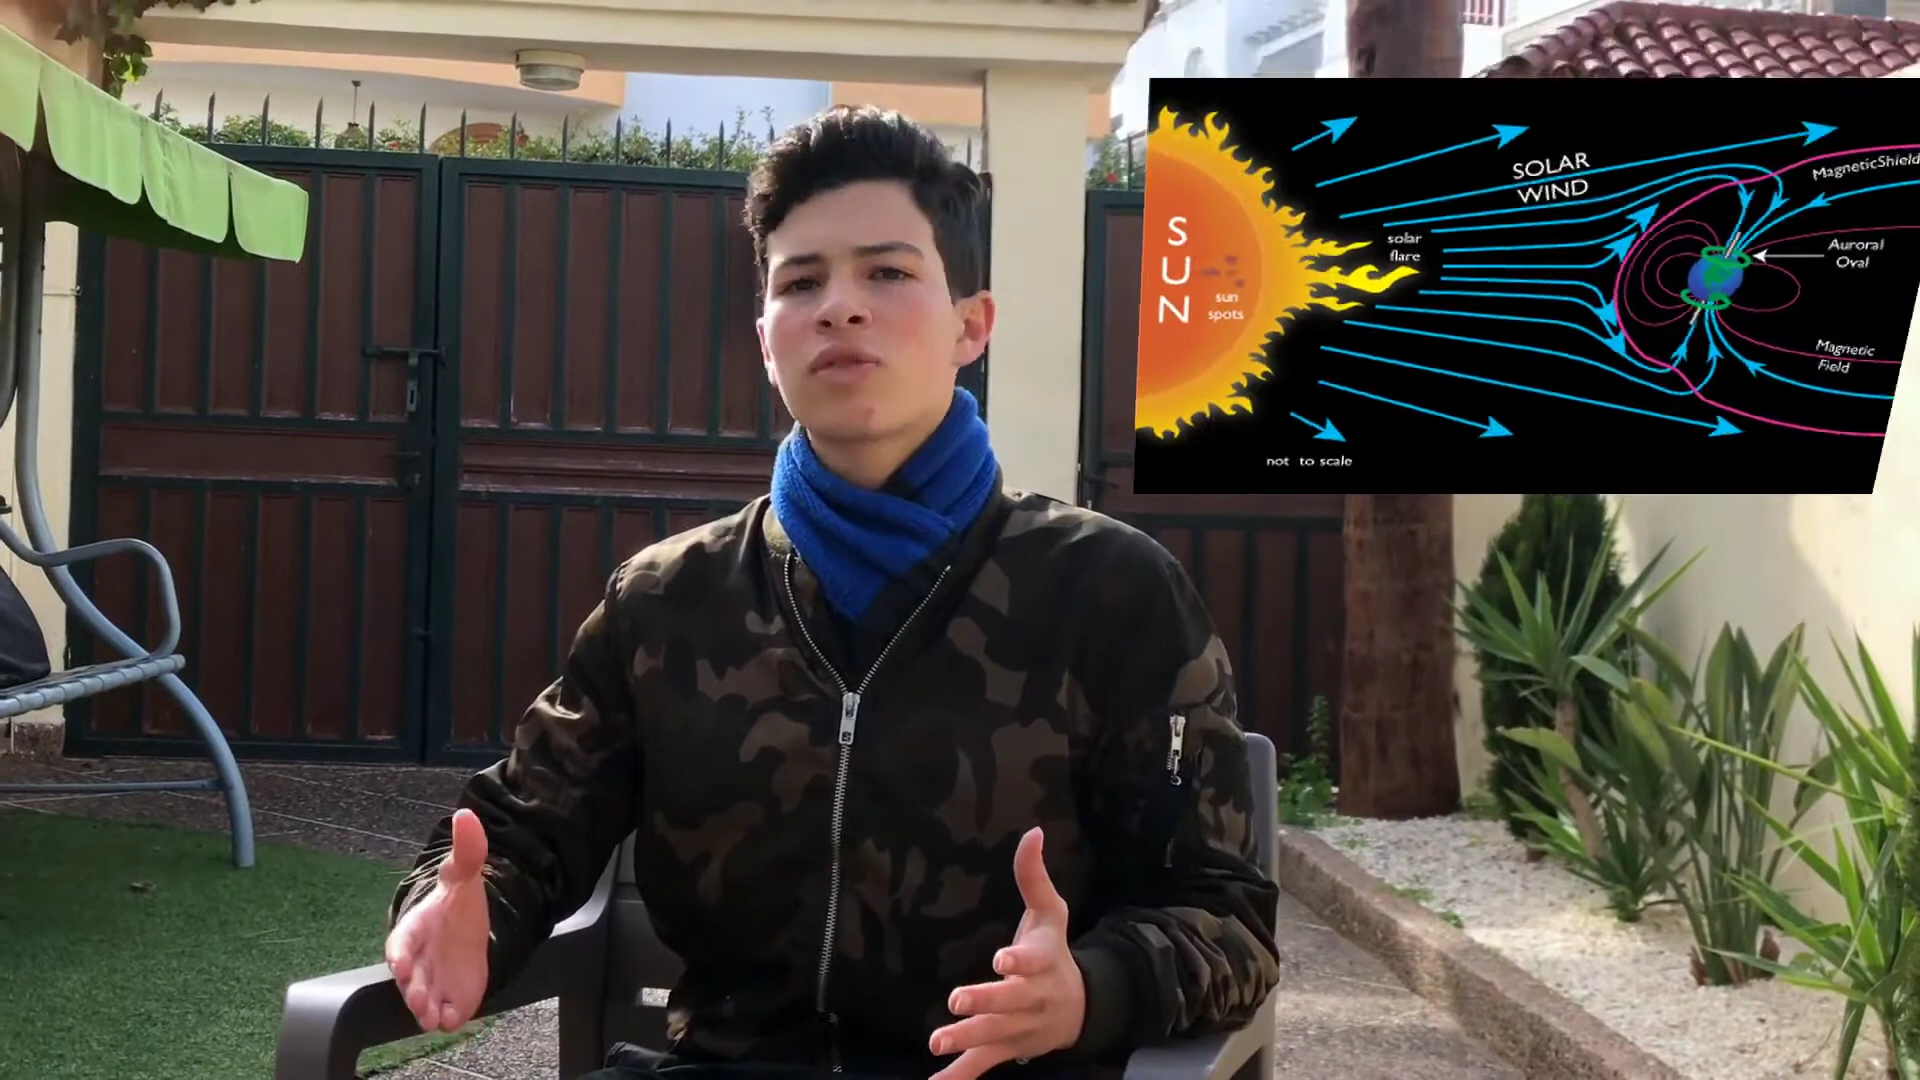 S
U
N
sun
spots
solar
flare
SOLAR
WIND
MagneticShield
Auroral
Oval
Magnetic
Field
not to scale